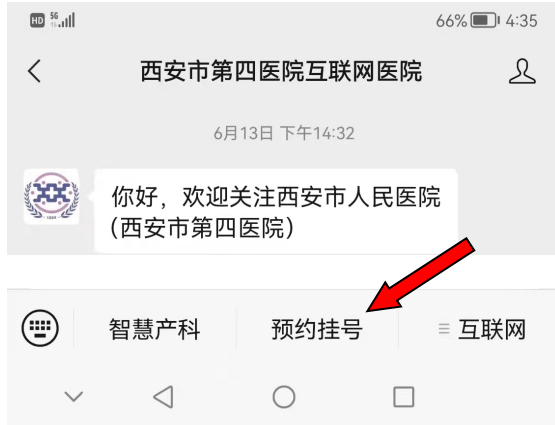 HD 5G 66% 4:35
西安市第四医院互联网医院
6月13日 下午14:32
你好，欢迎关注西安市人民医院
(西安市第四医院)
智慧产科 预约挂号 ≡ 互联网